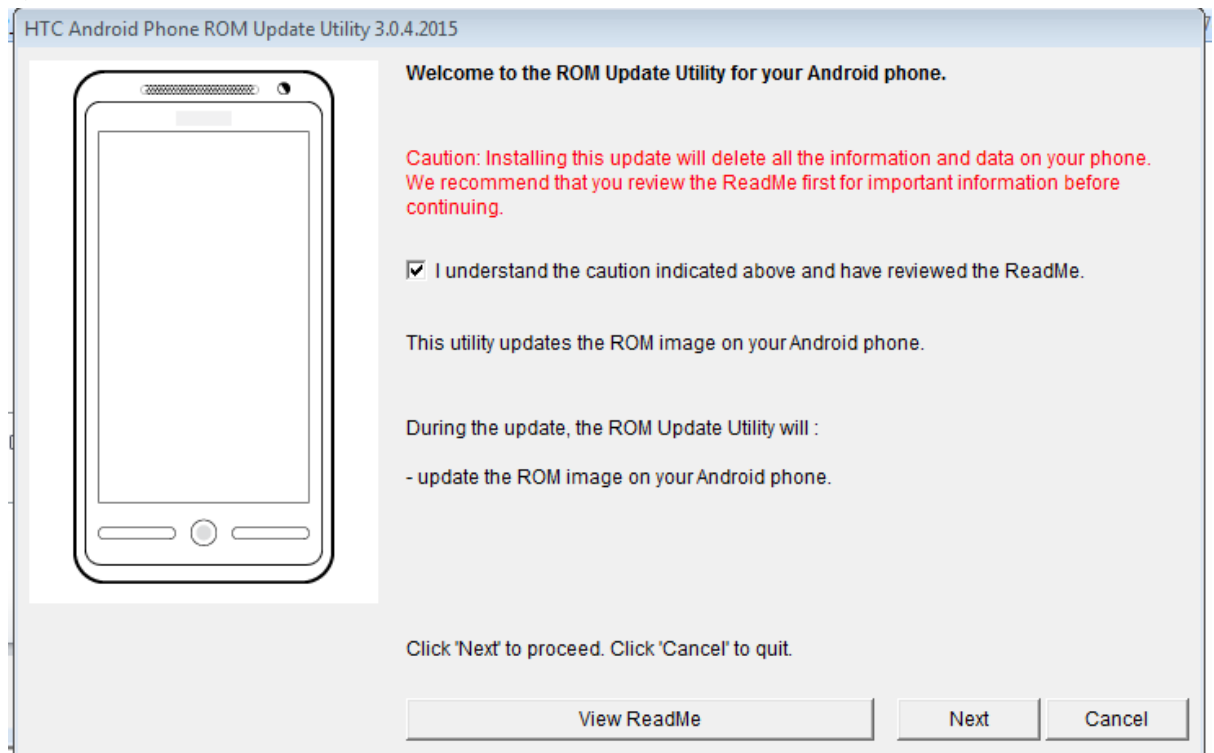 HTC Android Phone ROM Update Utility 3.0.4.2015
Welcome to the ROM Update Utility for your Android phone.
Caution: Installing this update will delete all the information and data on your phone.
We recommend that you review the ReadMe first for important information before
continuing.
I understand the caution indicated above and have reviewed the ReadMe.
This utility updates the ROM image on your Android phone.
During the update, the ROM Update Utility will :
- update the ROM image on your Android phone.
Click 'Next' to proceed. Click 'Cancel' to quit.
View ReadMe
Next
Cancel